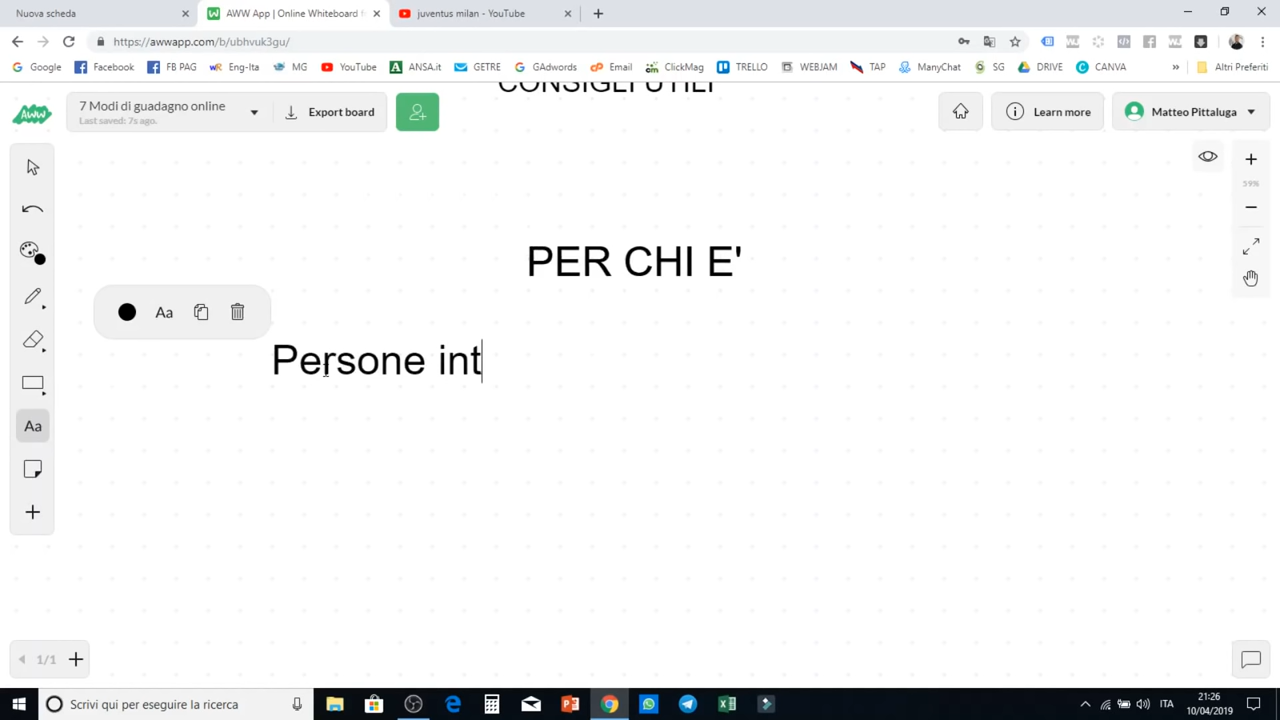 Nuova scheda
AWW App | Online Whiteboard
juventus milan - YouTube
https://awwapp.com/b/ubhvuk3gu/
Google
Facebook
FB PAG
Eng-Ita
MG
YouTube
ANSA.it
GETRE
GAdwords
Email
ClickMag
TRELLO
WEBJAM
TAP
ManyChat
SG
DRIVE
CANVA
»
Altri Preferiti
AWW
7 Modi di guadagno online
Last saved: 7s ago.
Export board
Learn more
Matteo Pittaluga
59%
PER CHI E'
Aa
Persone int
Aa
1/1
Scrivi qui per eseguire la ricerca
ITA
21:26
10/04/2019